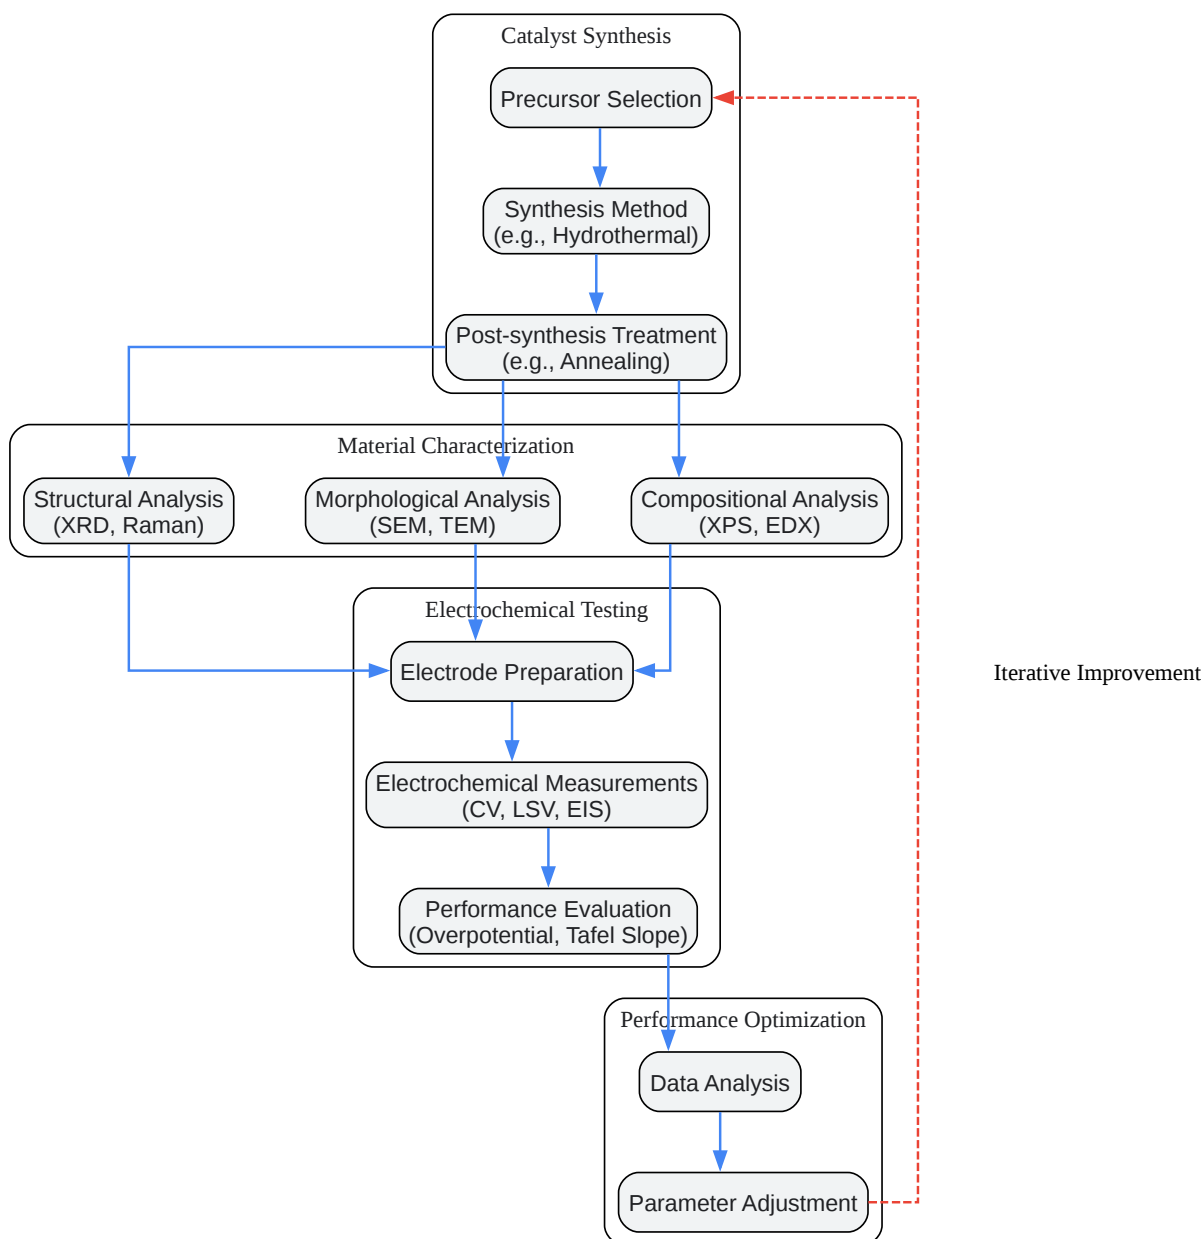 Catalyst Synthesis
Precursor Selection
Synthesis Method
(e.g., Hydrothermal)
Post-synthesis Treatment
(e.g., Annealing)
Material Characterization
Structural Analysis
(XRD, Raman)
Morphological Analysis
(SEM, TEM)
Compositional Analysis
(XPS, EDX)
Electrochemical Testing
Electrode Preparation
Iterative Improvement
Electrochemical Measurements
(CV, LSV, EIS)
Performance Evaluation
(Overpotential, Tafel Slope)
Performance Optimization
Data Analysis
Parameter Adjustment